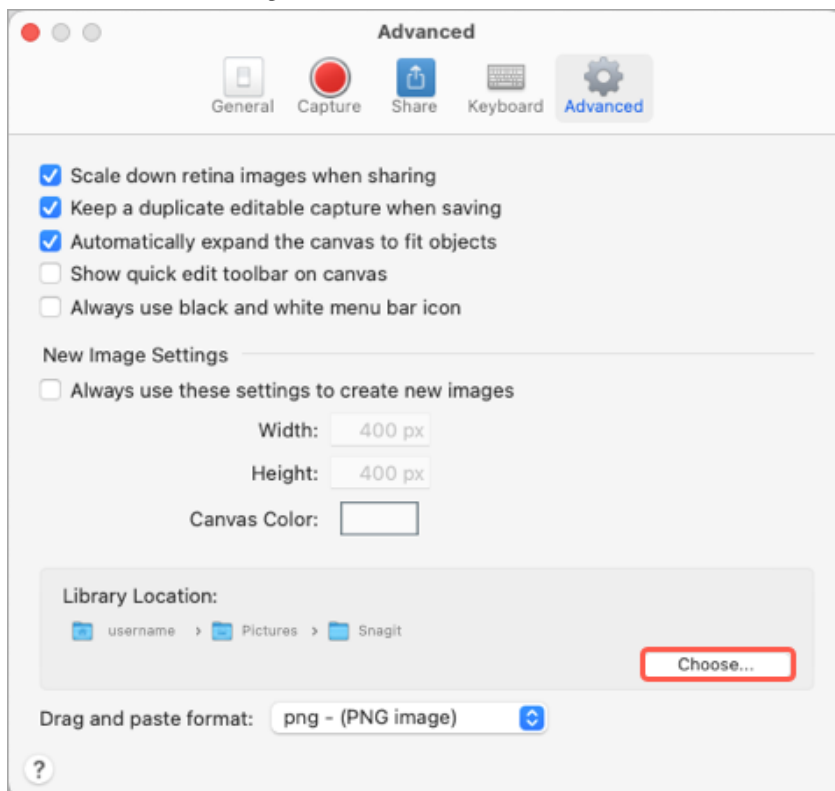 Advanced
General Capture Share Keyboard Advanced
Scale down retina images when sharing
Keep a duplicate editable capture when saving
Automatically expand the canvas to fit objects
Show quick edit toolbar on canvas
Always use black and white menu bar icon
New Image Settings
Always use these settings to create new images
Width: 400 px
Height: 400 px
Canvas Color:
Library Location:
username › Pictures › Snagit
Choose...
Drag and paste format: png - (PNG image)
?